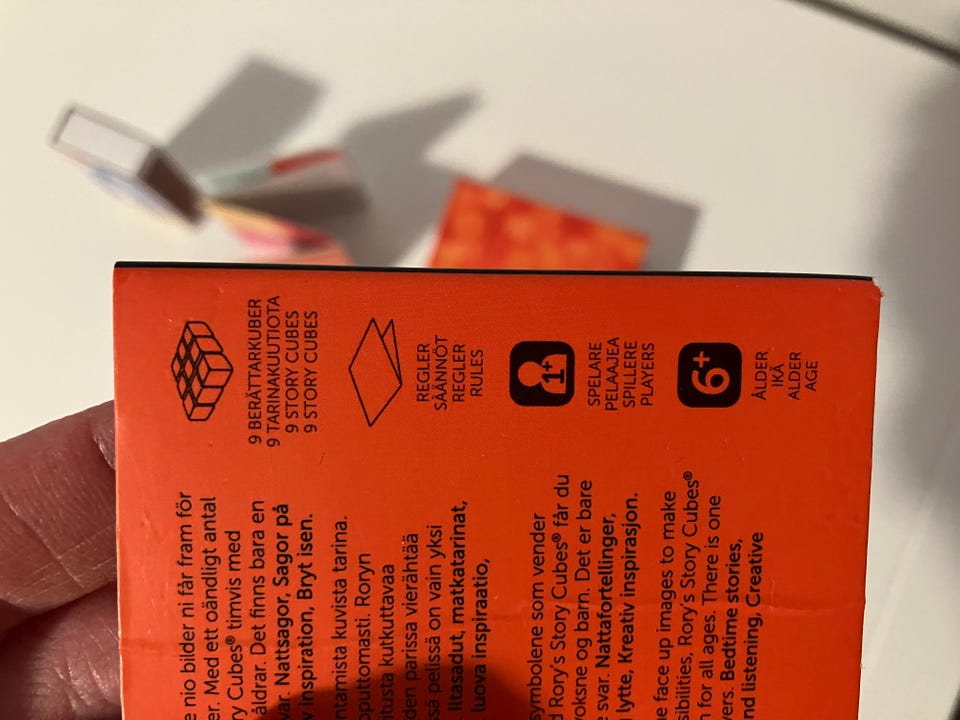 nio bilder ni får fram för
er. Med ett oändligt antal
y Cubes® timvis med
åldrar. Det finns bara en
var. Nattsagor, Sagor på
v inspiration, Bryt isen.
ntamista kuvista tarina.
oputtomasti. Roryn
itusta kutkuttavaa
den parissa vierähtää
sä pelissä on vain yksi
Iltasadut, matkatarinat,
luova inspiraatio,
symbolene som vender
d Rory's Story Cubes® får du
voksne og barn. Det er bare
e svar. Nattafortellinger,
g lytte, Kreativ inspirasjon.
e face up images to make
sibilities, Rory's Story Cubes®
n for all ages. There is one
vers. Bedtime stories,
nd listening, Creative
9 BERÄTTARKUBER
9 TARINAKUUTIOTA
9 STORY CUBES
9 STORY CUBES
REGLER
SÄÄNNÖT
REGLER
RULES
1+
SPELARE
PELAAJEA
SPILLERE
PLAYERS
6+
ÅLDER
IKÄ
ALDER
AGE